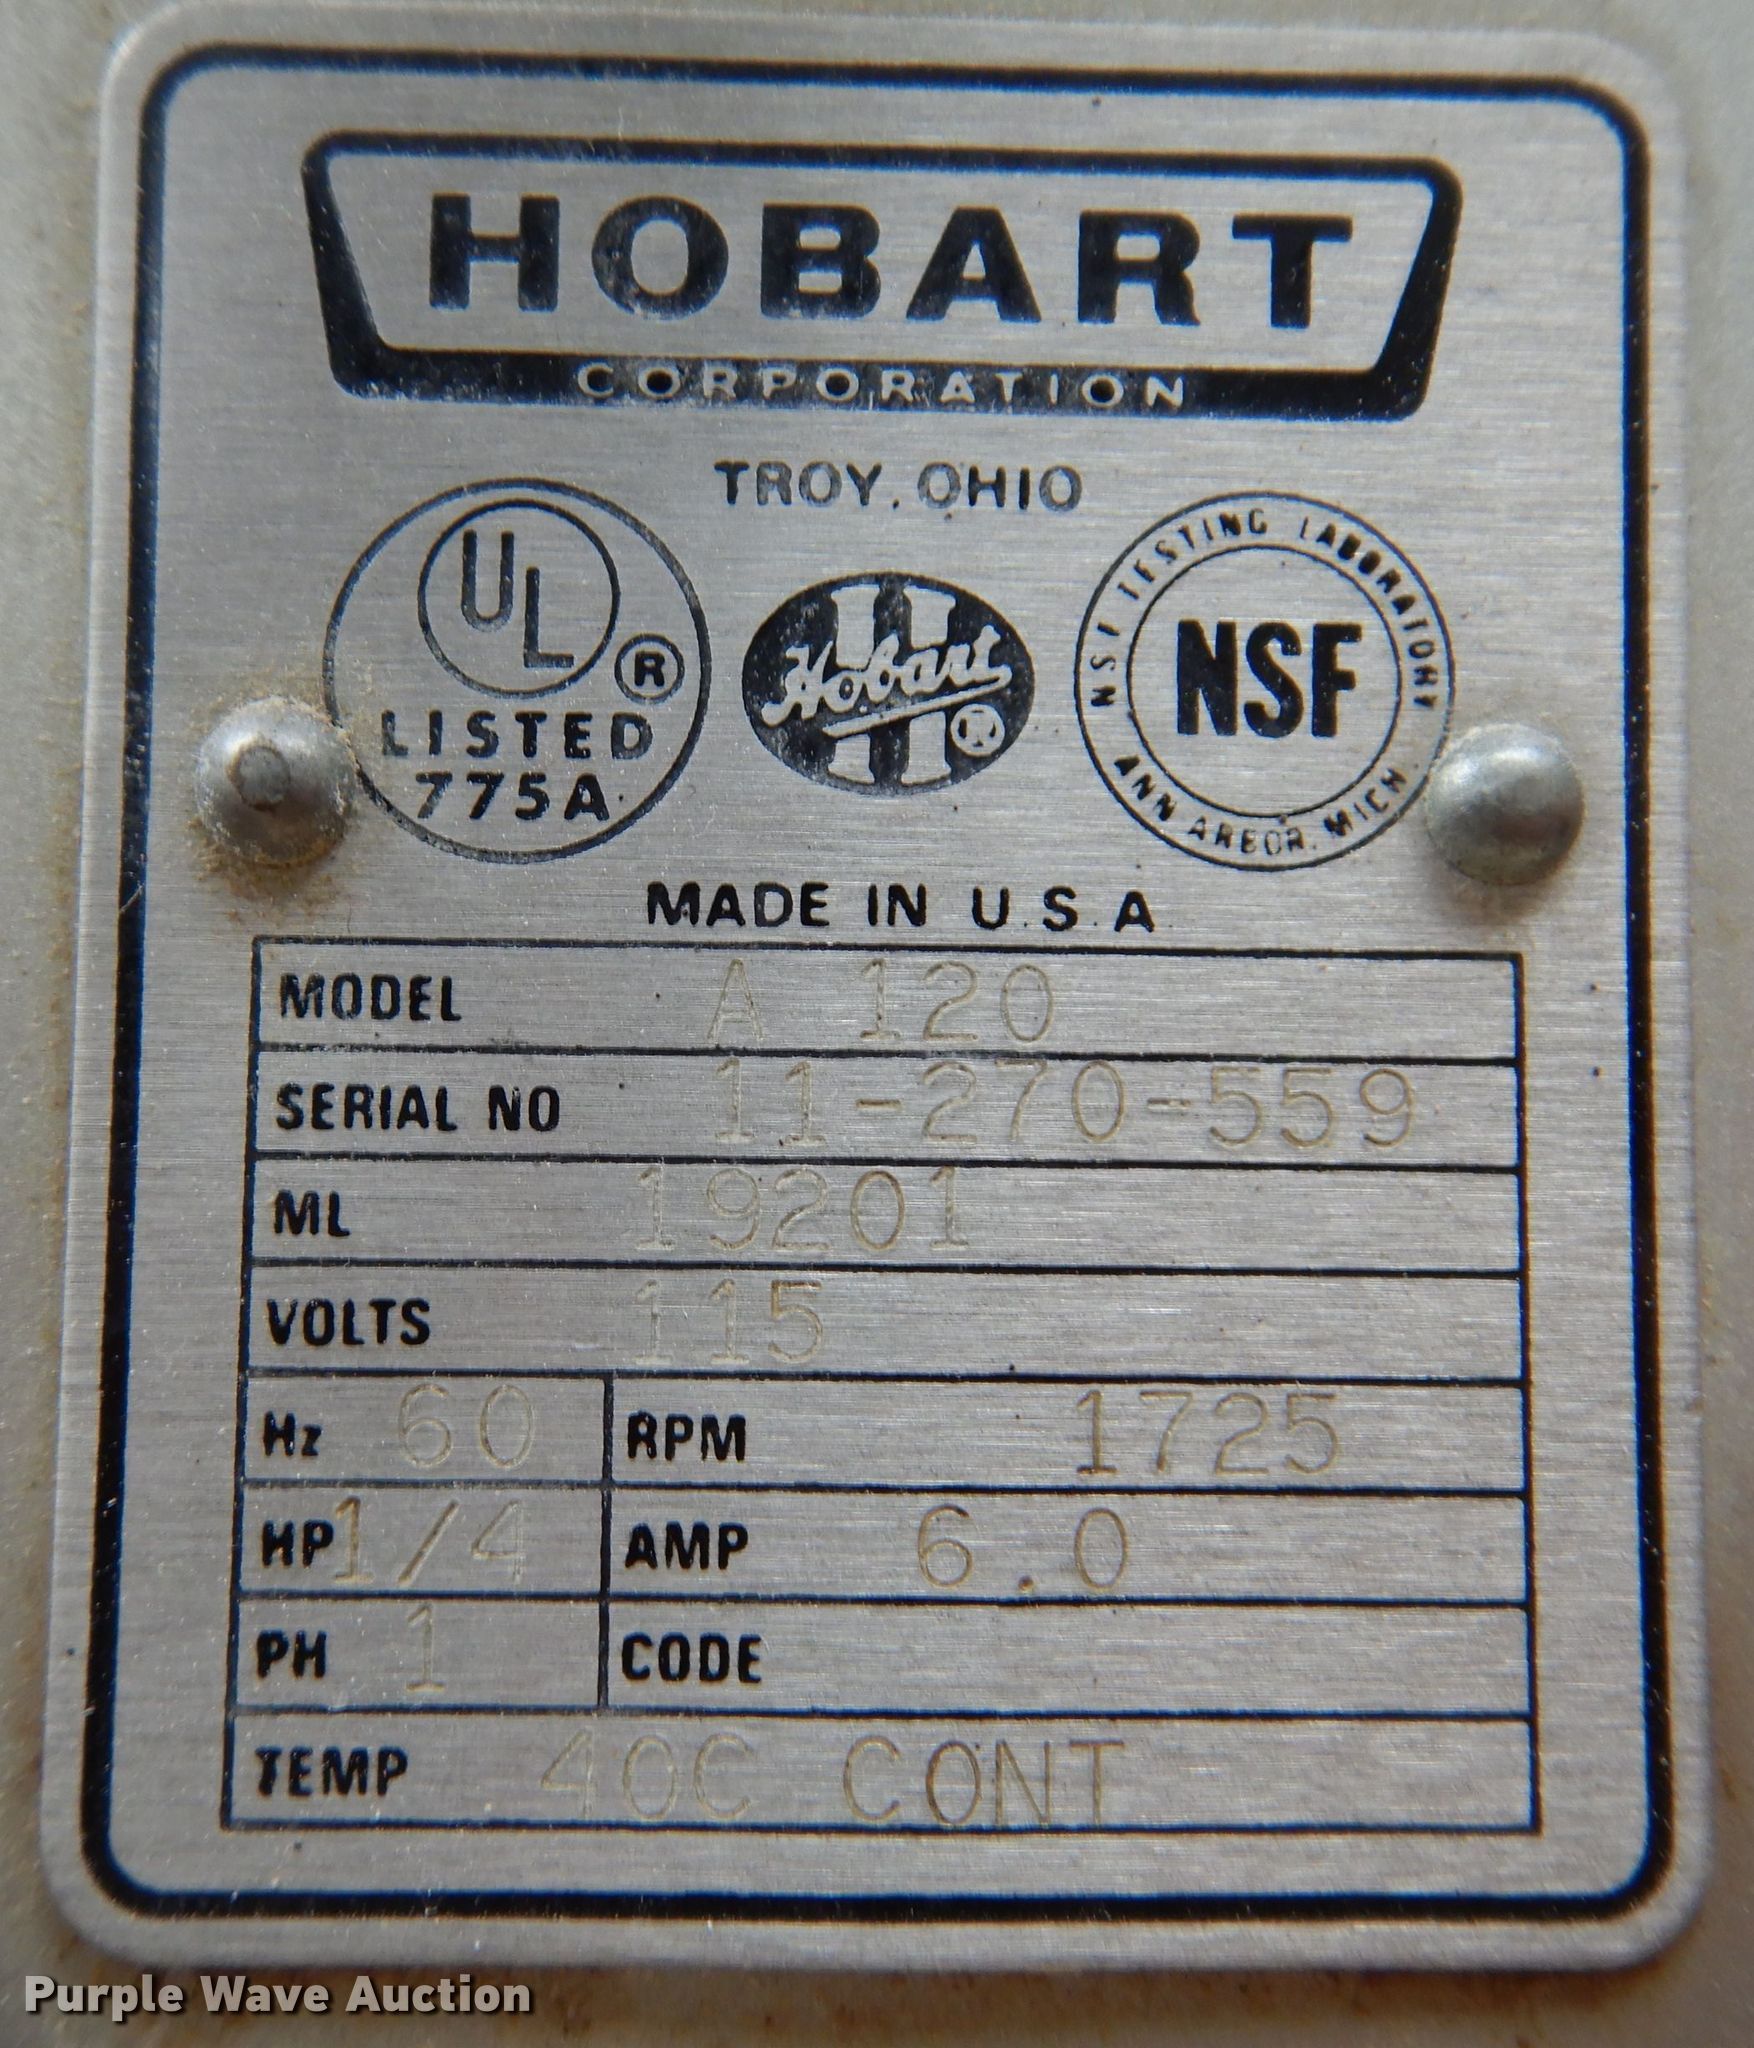 HOBART
CORPORATION
TROY, OHIO
UL
®
LISTED
775A
H
Hobart
NSF TESTING LABORATORY
NSF
ANN ARBOR, MICH.
MADE IN U.S.A.
MODEL A 120
SERIAL NO 11-270-559
ML 19201
VOLTS 115
Hz 60 RPM 1725
HP 1/4 AMP 6.0
PH 1 CODE
TEMP 40C CONT
Purple Wave Auction